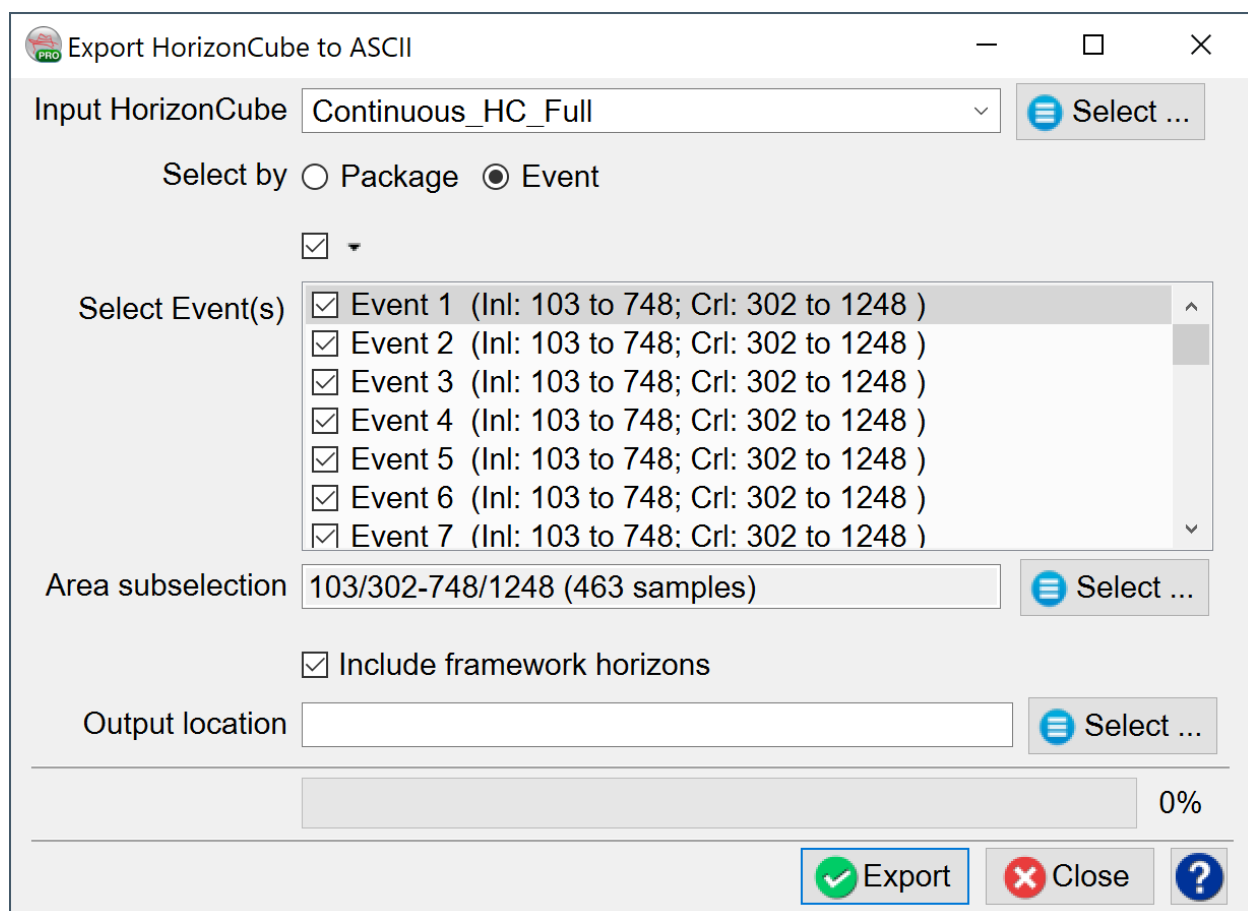 PRO Export HorizonCube to ASCII
Input HorizonCube Continuous_HC_Full Select ...
Select by Package Event
Event 1 (Inl: 103 to 748; Crl: 302 to 1248 )
Select Event(s)
Event 2 (Inl: 103 to 748; Crl: 302 to 1248 )
Event 3 (Inl: 103 to 748; Crl: 302 to 1248 )
Event 4 (Inl: 103 to 748; Crl: 302 to 1248 )
Event 5 (Inl: 103 to 748; Crl: 302 to 1248 )
Event 6 (Inl: 103 to 748; Crl: 302 to 1248 )
Event 7 (Inl: 103 to 748; Crl: 302 to 1248 )
Area subselection 103/302-748/1248 (463 samples) Select ...
Include framework horizons
Output location Select ...
0%
Export Close ?